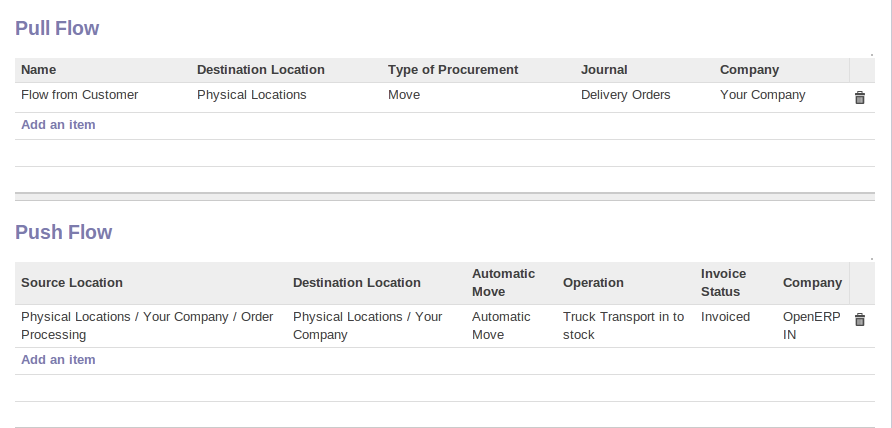 Pull Flow
Name Destination Location Type of Procurement Journal Company
Flow from Customer Physical Locations Move Delivery Orders Your Company
Add an item
Push Flow
Source Location Destination Location Automatic Move Operation Invoice Status Company
Physical Locations / Your Company / Order Processing Physical Locations / Your Company Automatic Move Truck Transport in to stock Invoiced OpenERP IN
Add an item